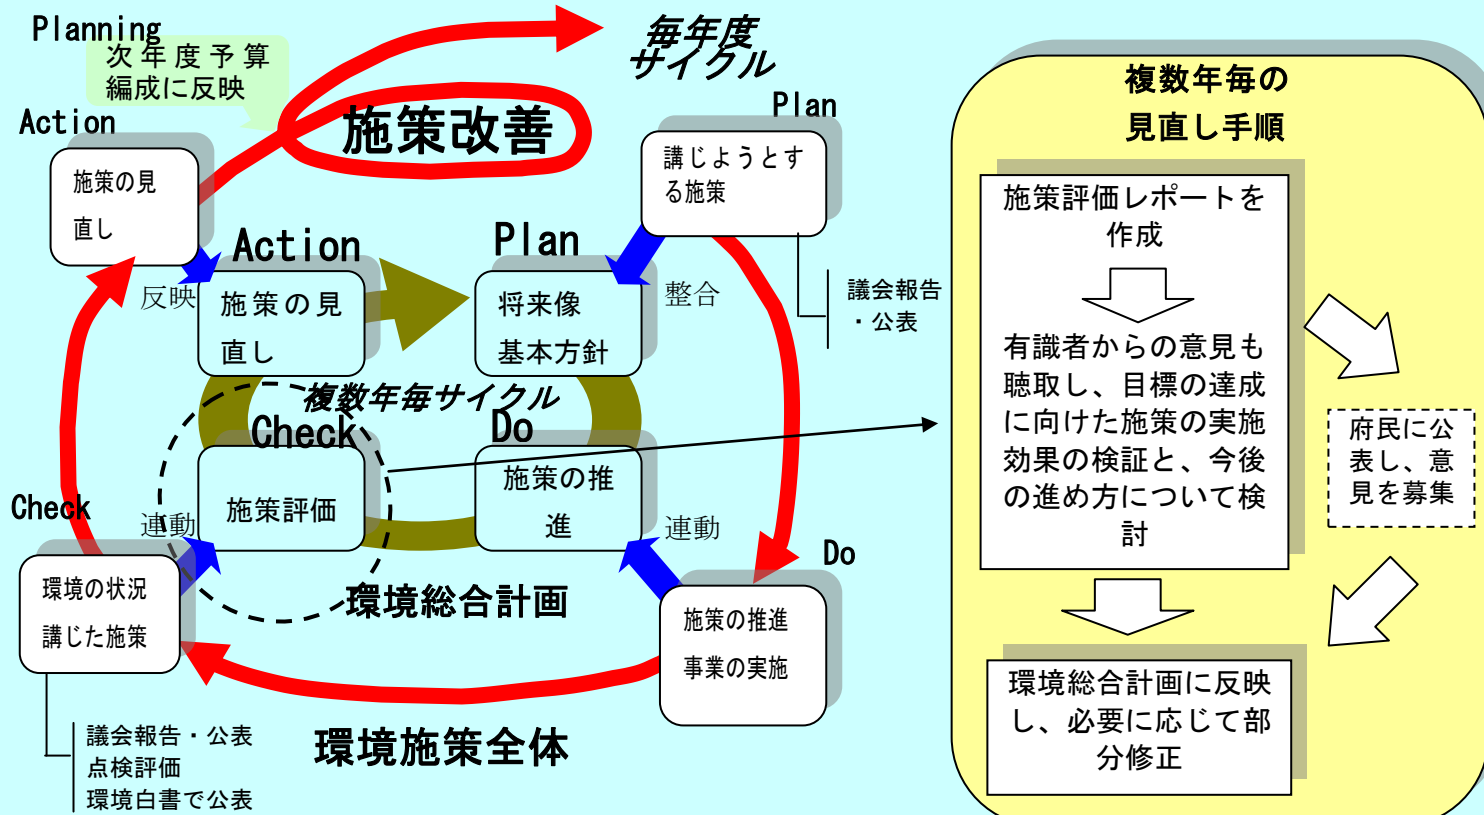 Planning
次年度予算
編成に反映
毎年度
サイクル
Action
施策改善
Plan
施策の見
直し
講じようとす
る施策
Action
Plan
反映
施策の見
直し
将来像
基本方針
整合
議会報告
・公表
複数年毎サイクル
Check
Do
施策評価
施策の推
進
Check
連動
連動
Do
環境の状況
講じた施策
環境総合計画
施策の推進
事業の実施
環境施策全体
議会報告・公表
点検評価
環境白書で公表
複数年毎の
見直し手順
施策評価レポートを
作成
有識者からの意見も
聴取し、目標の達成
に向けた施策の実施
効果の検証と、今後
の進め方について検
討
府民に公
表し、意
見を募集
環境総合計画に反映
し、必要に応じて部
分修正